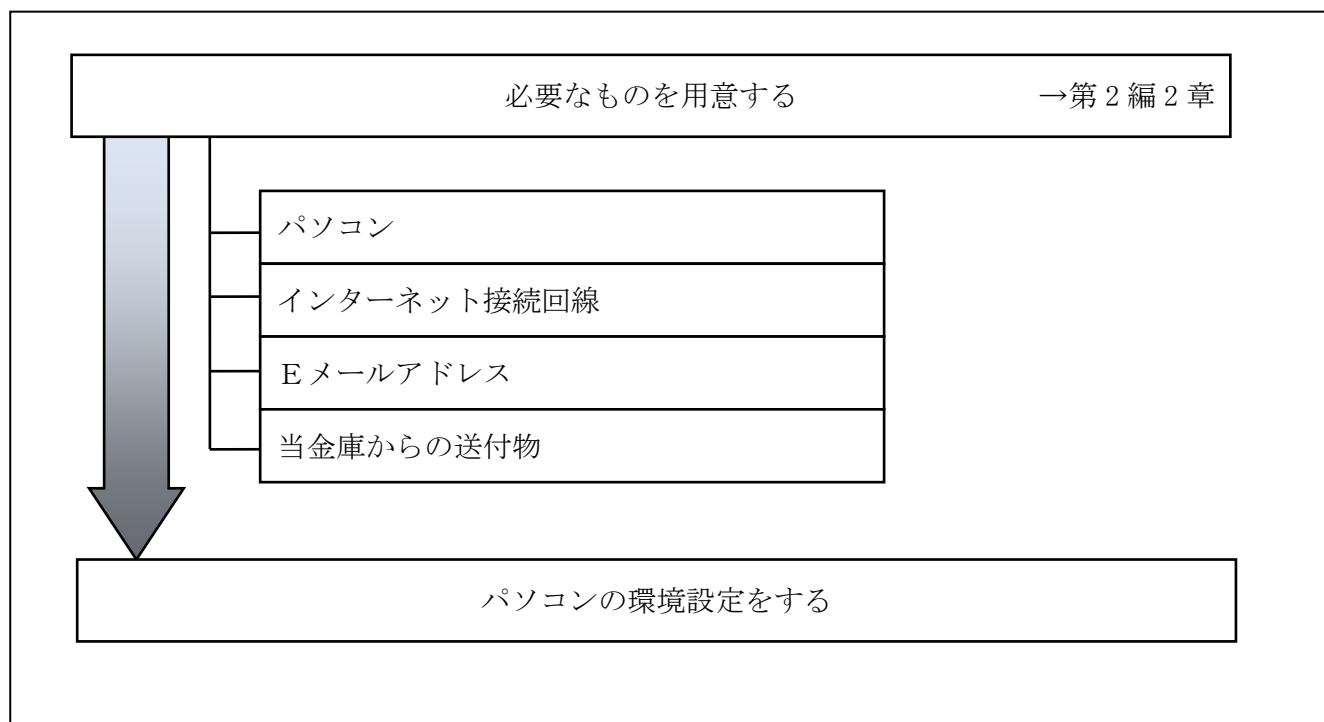 必要なものを用意する →第２編２章
パソコン
インターネット接続回線
Ｅメールアドレス
当金庫からの送付物
パソコンの環境設定をする